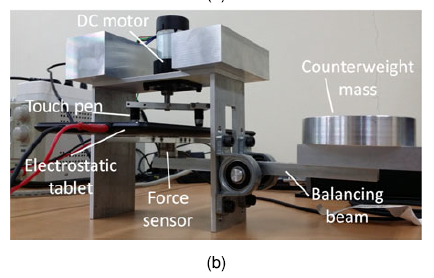 DC motor
Counterweight
mass
Touch pen
Electrostatic
tablet
Force
sensor
Balancing
beam
(b)